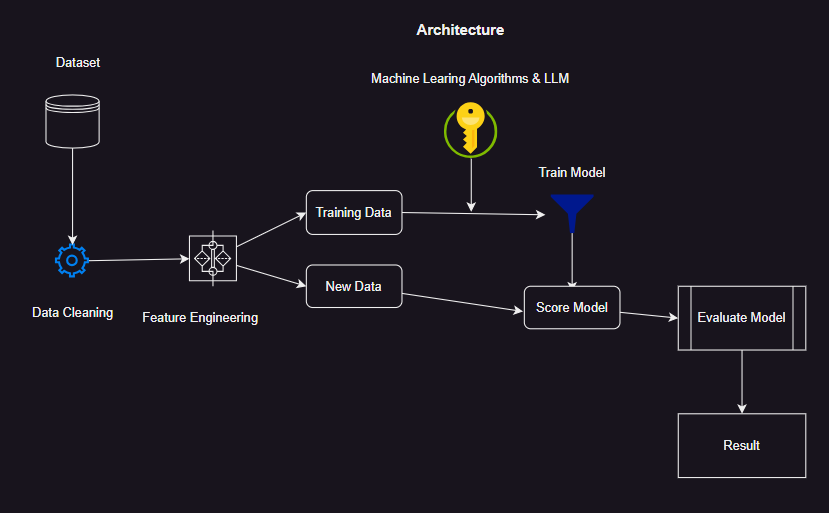 Architecture
Dataset
Machine Learing Algorithms & LLM
Train Model
Training Data
New Data
Data Cleaning
Feature Engineering
Score Model
Evaluate Model
Result